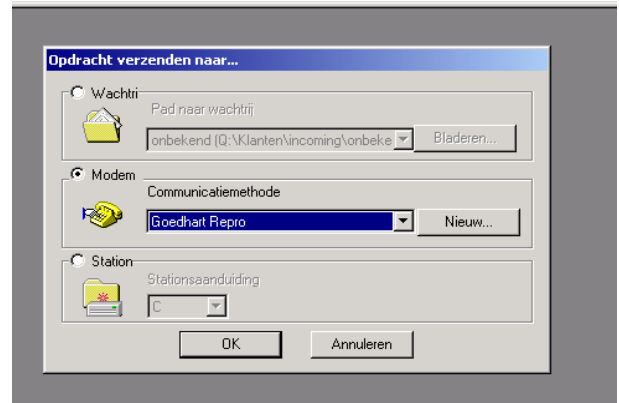 Opdracht verzenden naar...
Wachtri
Pad naar wachtrij
onbekend (Q:\Klanten\incoming\onbeke
Bladeren...
Modem
Communicatiemethode
Goedhart Repro
Nieuw...
Station
Stationsaanduiding
C
OK Annuleren